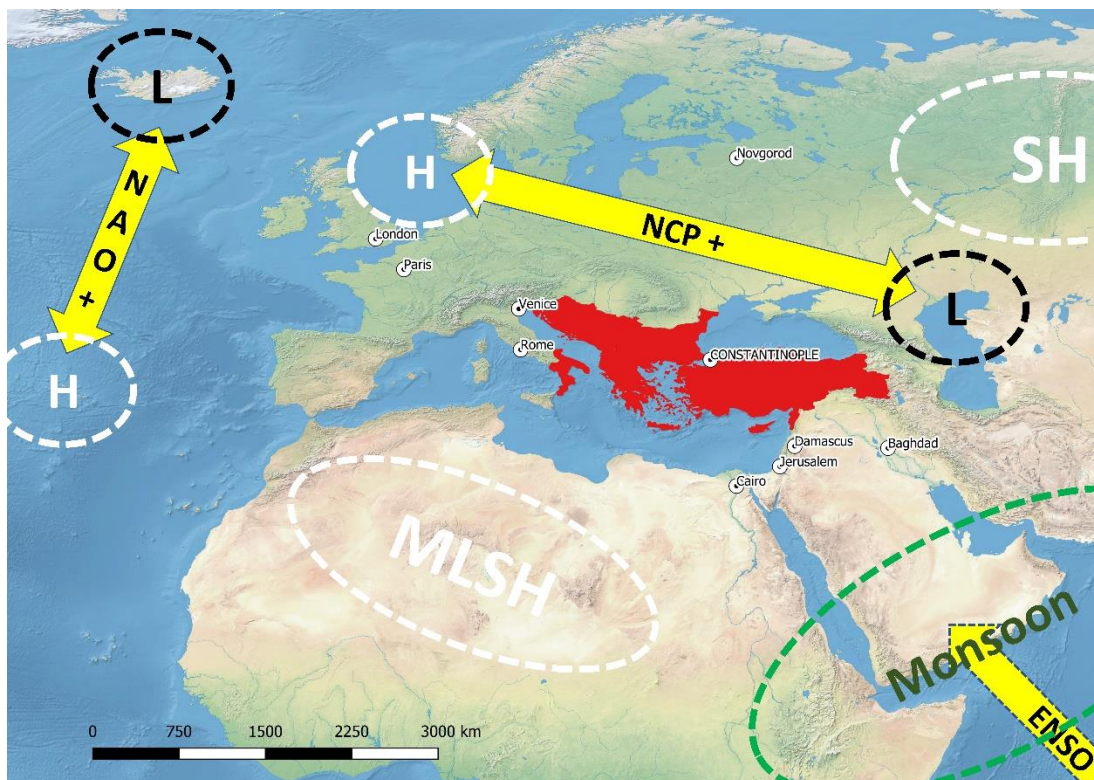 L
NAO +
H
H
NCP +
L
SH
Novgorod
London
Paris
Venice
Rome
CONSTANTINOPLE
Damascus
Baghdad
Jerusalem
Cairo
MLSH
Monsoon
ENSO
0 750 1500 2250 3000 km